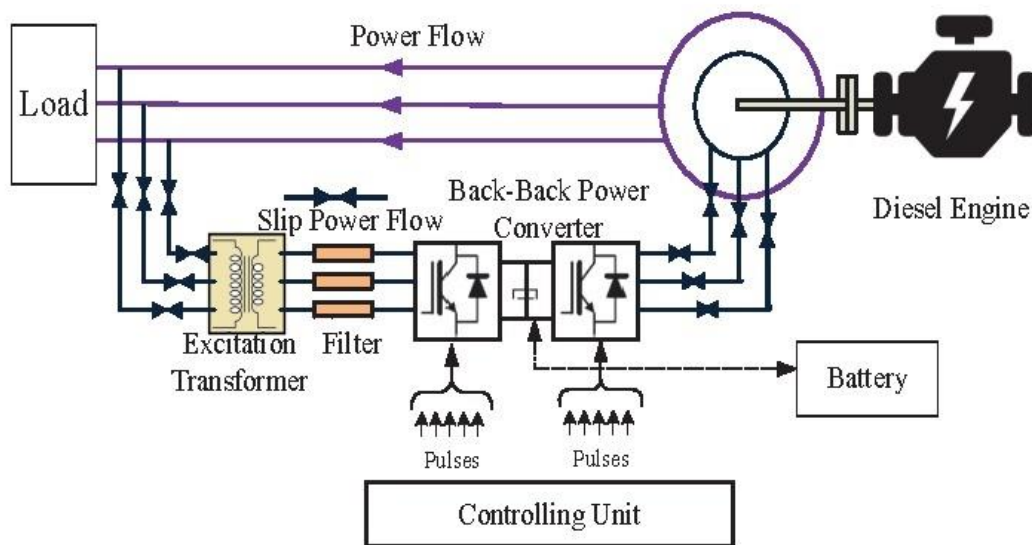 Power Flow
Load
Back-Back Power
Converter
Slip Power Flow
Diesel Engine
Excitation
Transformer
Filter
Battery
Pulses
Pulses
Controlling Unit